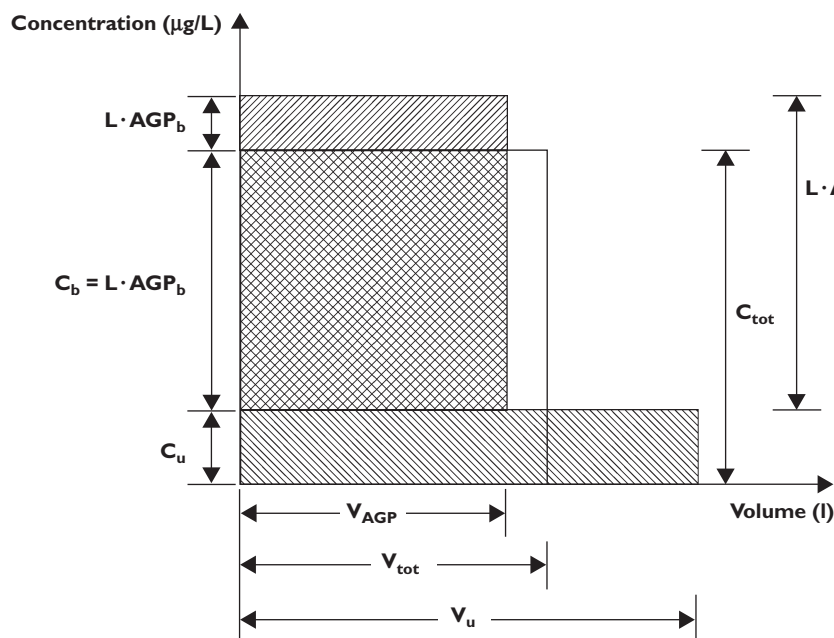 Concentration (μg/L)
L·AGP_b
C_b = L·AGP_b
C_u
L·A
C_tot
V_AGP
Volume (l)
V_tot
V_u